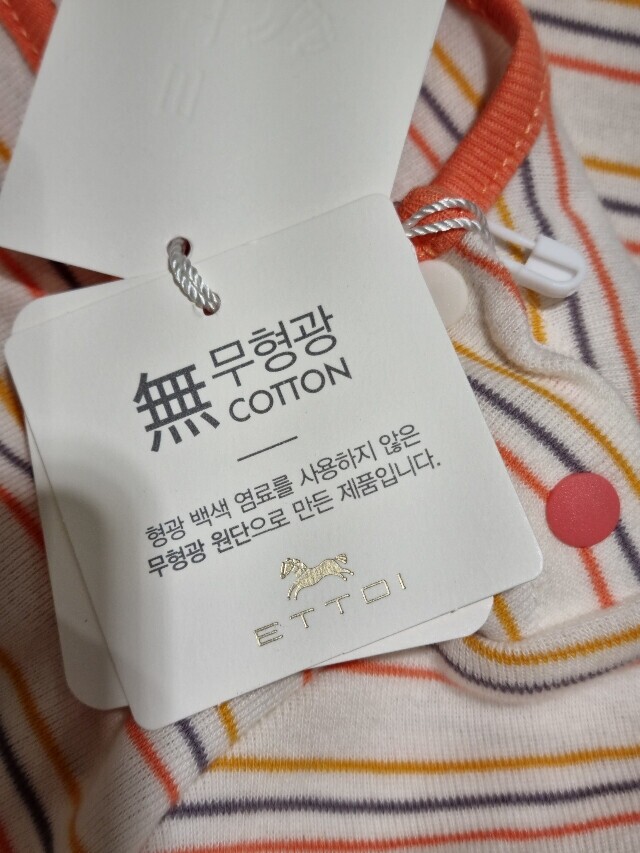 無 무형광
COTTON
형광 백색 염료를 사용하지 않은
무형광 원단으로 만든 제품입니다.
ETTOI